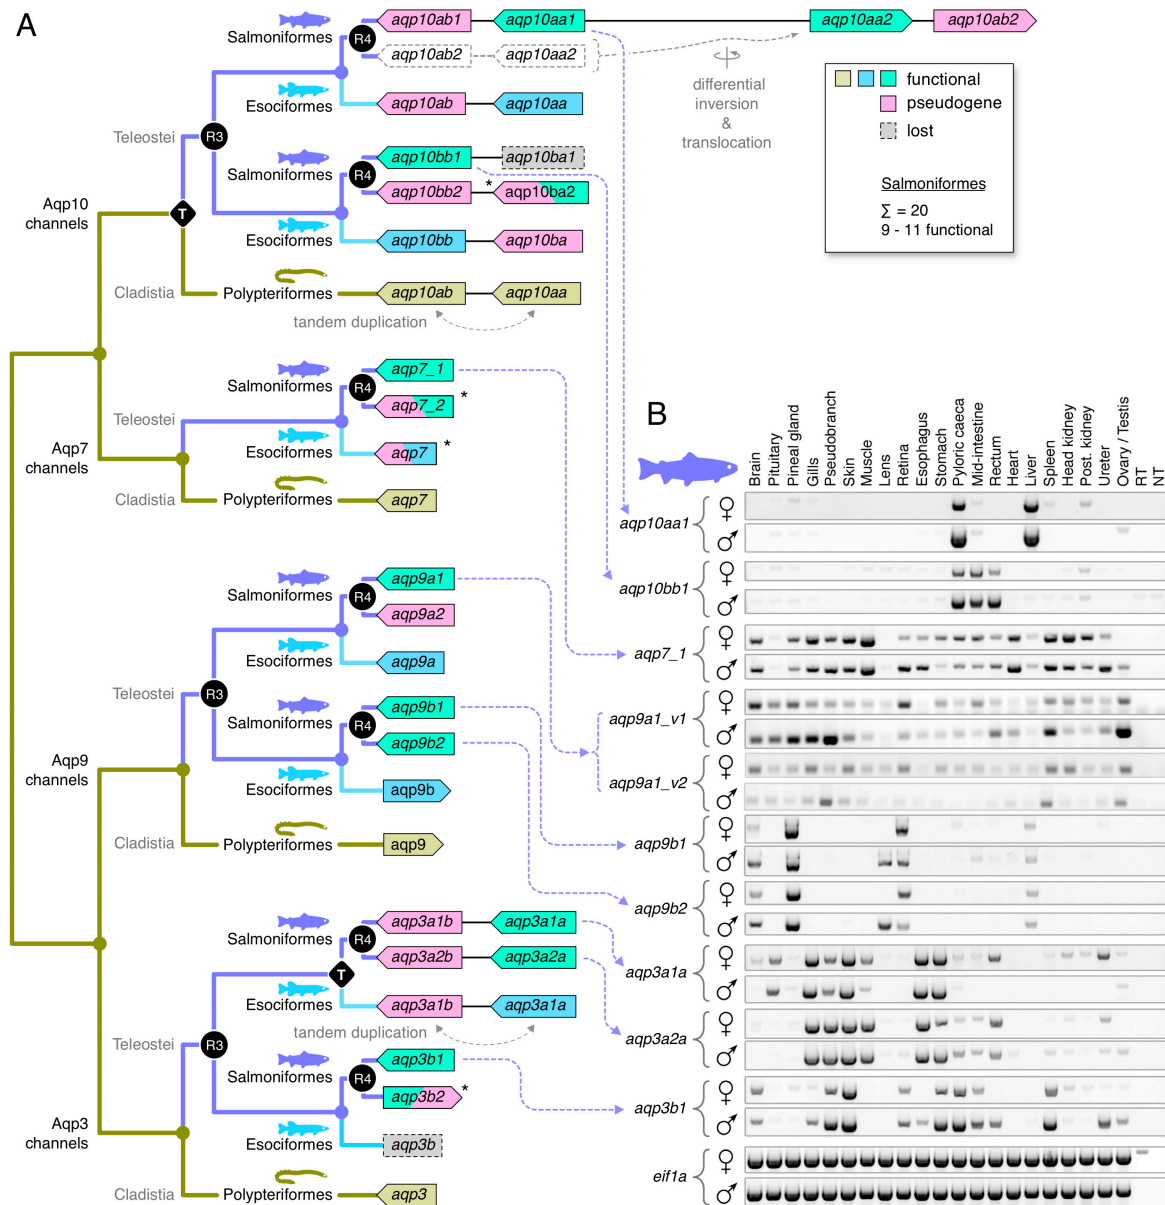 A
aqp10ab1
aqp10aa1
aqp10aa2
aqp10ab2
Salmoniformes
R4
aqp10ab2
aqp10aa2
differential
inversion
&
translocation
Esociformes
aqp10ab
aqp10aa
Teleostei
R3
functional
pseudogene
lost
Salmoniformes
∑ = 20
9 - 11 functional
aqp10bb1
aqp10ba1
Salmoniformes
R4
aqp10bb2
*
aqp10ba2
Aqp10
channels
T
Esociformes
aqp10bb
aqp10ba
Cladistia
Polypteriformes
aqp10ab
aqp10aa
tandem duplication
aqp7_1
Salmoniformes
R4
aqp7_2
*
Teleostei
Esociformes
aqp7
*
Aqp7
channels
Cladistia
Polypteriformes
aqp7
aqp9a1
Salmoniformes
R4
aqp9a2
Esociformes
aqp9a
Teleostei
R3
aqp9b1
Salmoniformes
R4
aqp9b2
Aqp9
channels
Esociformes
aqp9b
Cladistia
Polypteriformes
aqp9
aqp3a1b
aqp3a1a
Salmoniformes
R4
aqp3a2b
aqp3a2a
T
Esociformes
aqp3a1b
aqp3a1a
tandem duplication
Teleostei
R3
aqp3b1
Salmoniformes
R4
aqp3b2
*
Aqp3
channels
Esociformes
aqp3b
Cladistia
Polypteriformes
aqp3
B
Brain
Pituitary
Pyneal gland
Gills
Pseudobranch
Skin
Muscle
Lens
Retina
Esophagus
Stomach
Pyloric caeca
Mid-intestine
Rectum
Heart
Liver
Spleen
Head kidney
Post. kidney
Ureter
Ovary / Testis
RT
NT
aqp10aa1
♀
♂
aqp10bb1
♀
♂
aqp7_1
♀
♂
aqp9a1_v1
♀
♂
aqp9a1_v2
♀
♂
aqp9b1
♀
♂
aqp9b2
♀
♂
aqp3a1a
♀
♂
aqp3a2a
♀
♂
aqp3b1
♀
♂
eif1a
♀
♂